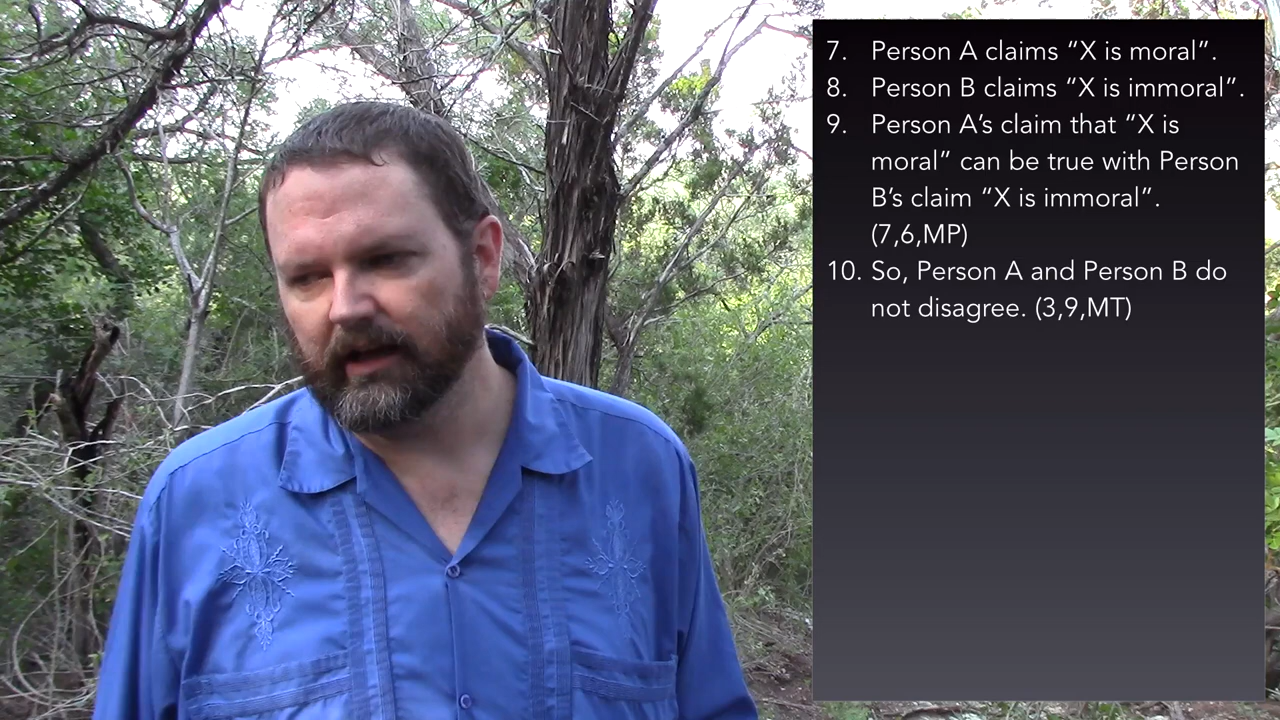 7. Person A claims “X is moral”.
8. Person B claims “X is immoral”.
9. Person A’s claim that “X is
moral” can be true with Person
B’s claim “X is immoral”.
(7,6,MP)
10. So, Person A and Person B do
not disagree. (3,9,MT)